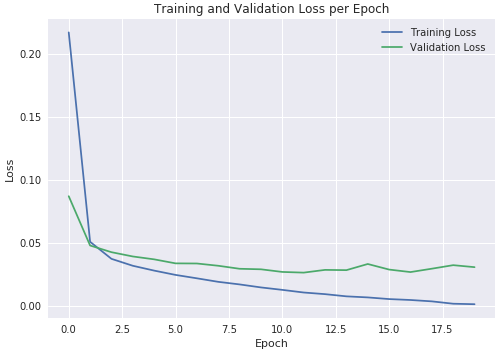 Training and Validation Loss per Epoch
Training Loss
Validation Loss
Loss
0.20
0.15
0.10
0.05
0.00
0.0 2.5 5.0 7.5 10.0 12.5 15.0 17.5
Epoch